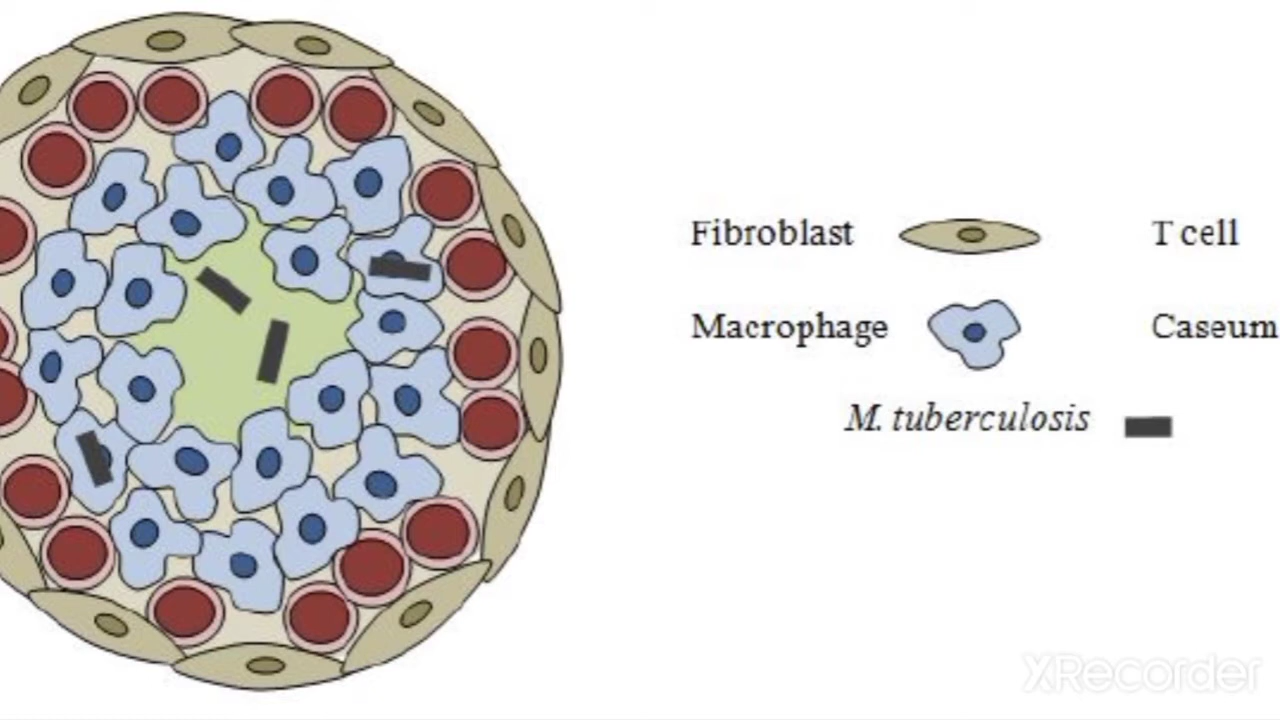 Fibroblast T cell
Macrophage Caseum
M. tuberculosis
XRecorder